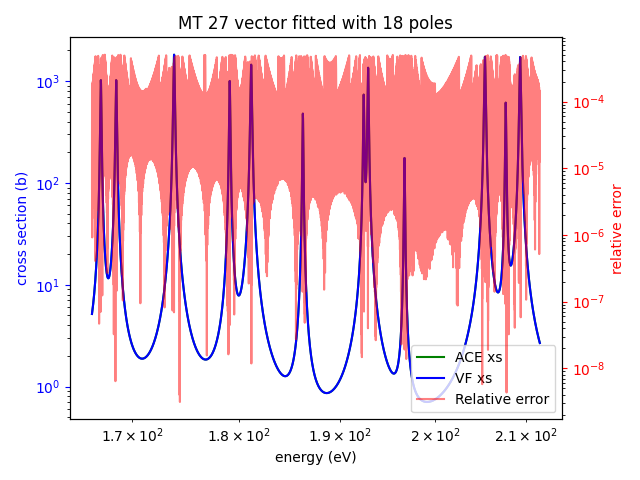 MT 27 vector fitted with 18 poles
cross section (b)
10³
10²
10¹
10⁰
10⁻⁴
10⁻⁵
10⁻⁶
10⁻⁷
10⁻⁸
relative error
ACE xs
VF xs
Relative error
1.7 × 10² 1.8 × 10² 1.9 × 10² 2 × 10² 2.1 × 10²
energy (eV)